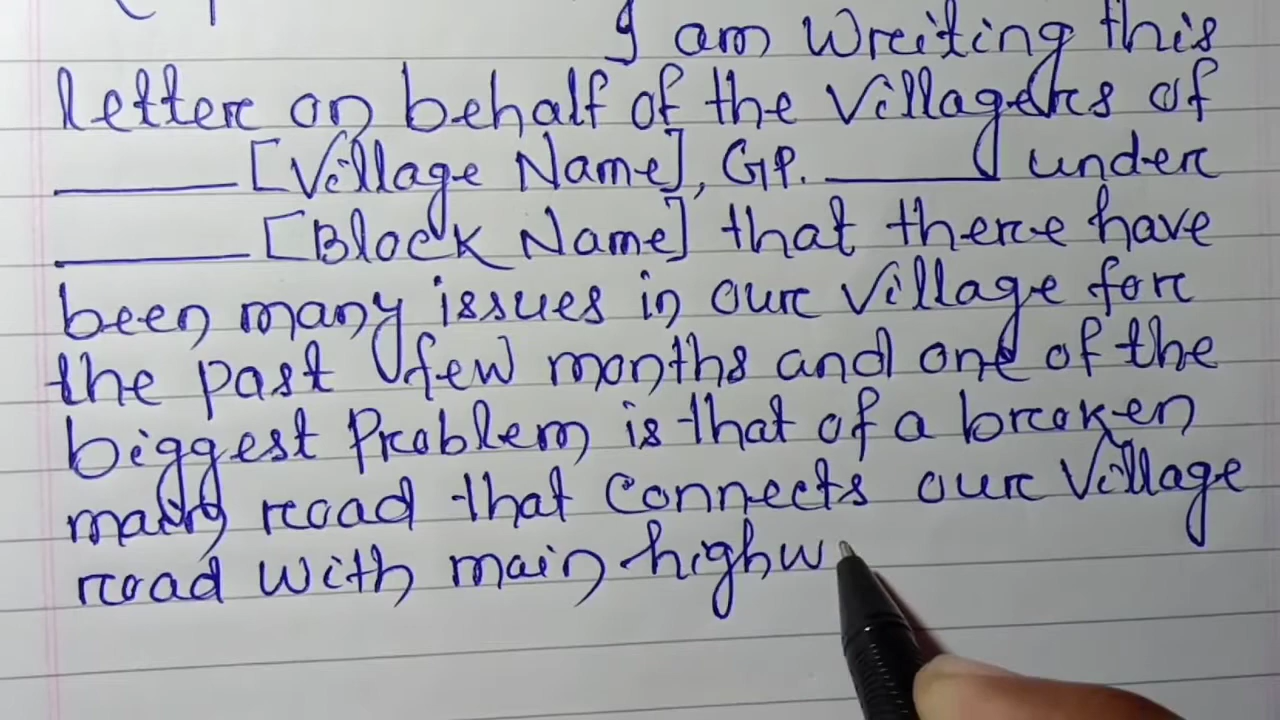 I am writing this
letter on behalf of the villagers of
______ [Village Name], GP. ______ under
______ [Block Name] that there have
been many issues in our village for
the past few months and one of the
biggest Problem is that of a broken
main road that connects our village
road with main highw